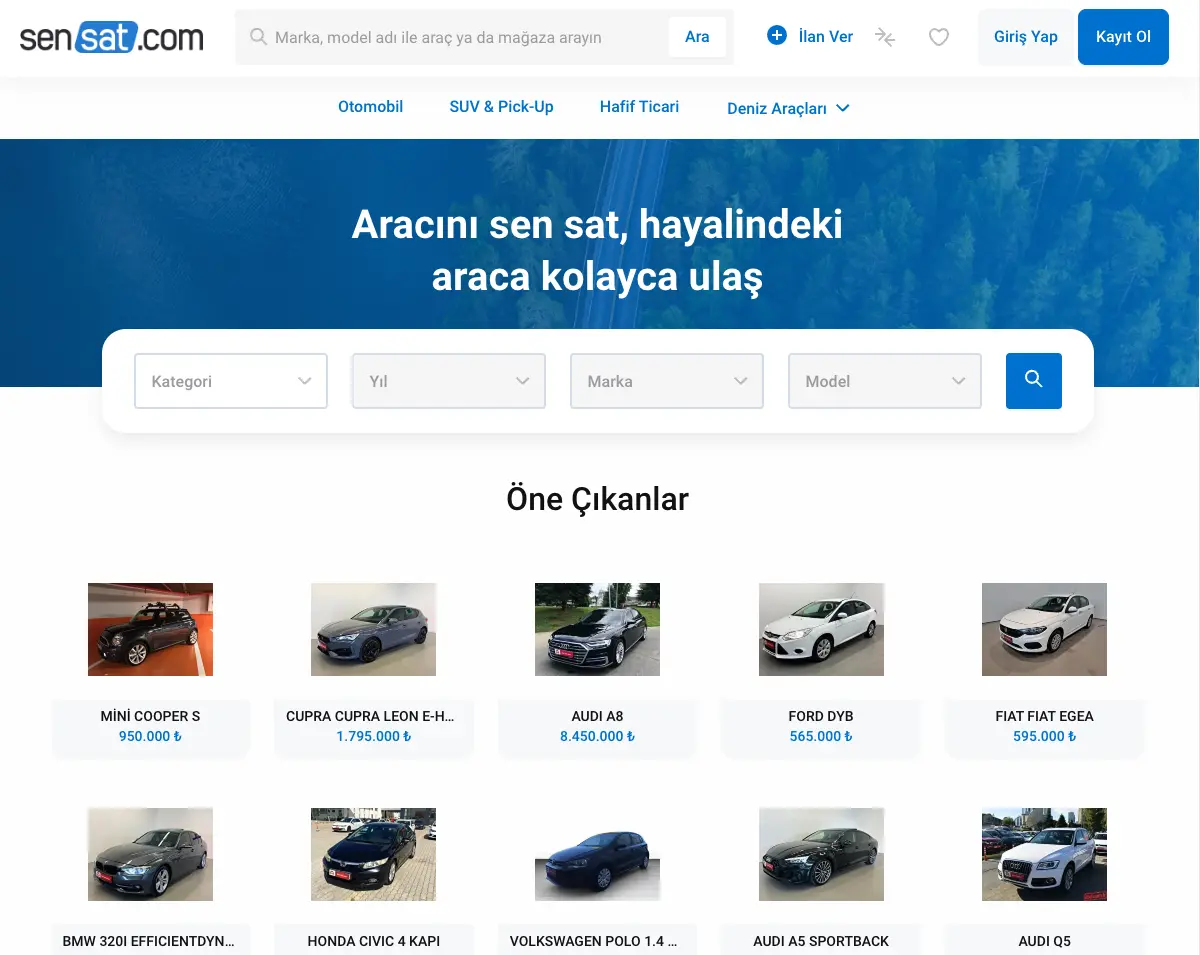 sensat.com
Marka, model adı ile araç ya da mağaza arayın
Ara
İlan Ver
Giriş Yap
Kayıt Ol
Otomobil
SUV & Pick-Up
Hafif Ticari
Deniz Araçları
Aracını sen sat, hayalindeki
araca kolayca ulaş
Kategori
Yıl
Marka
Model
Öne Çıkanlar
MİNİ COOPER S
950.000 ₺
CUPRA CUPRA LEON E-H...
1.795.000 ₺
AUDI A8
8.450.000 ₺
FORD DYB
565.000 ₺
FIAT FIAT EGEA
595.000 ₺
BMW 320I EFFICIENTDYN...
HONDA CIVIC 4 KAPI
VOLKSWAGEN POLO 1.4 ...
AUDI A5 SPORTBACK
AUDI Q5